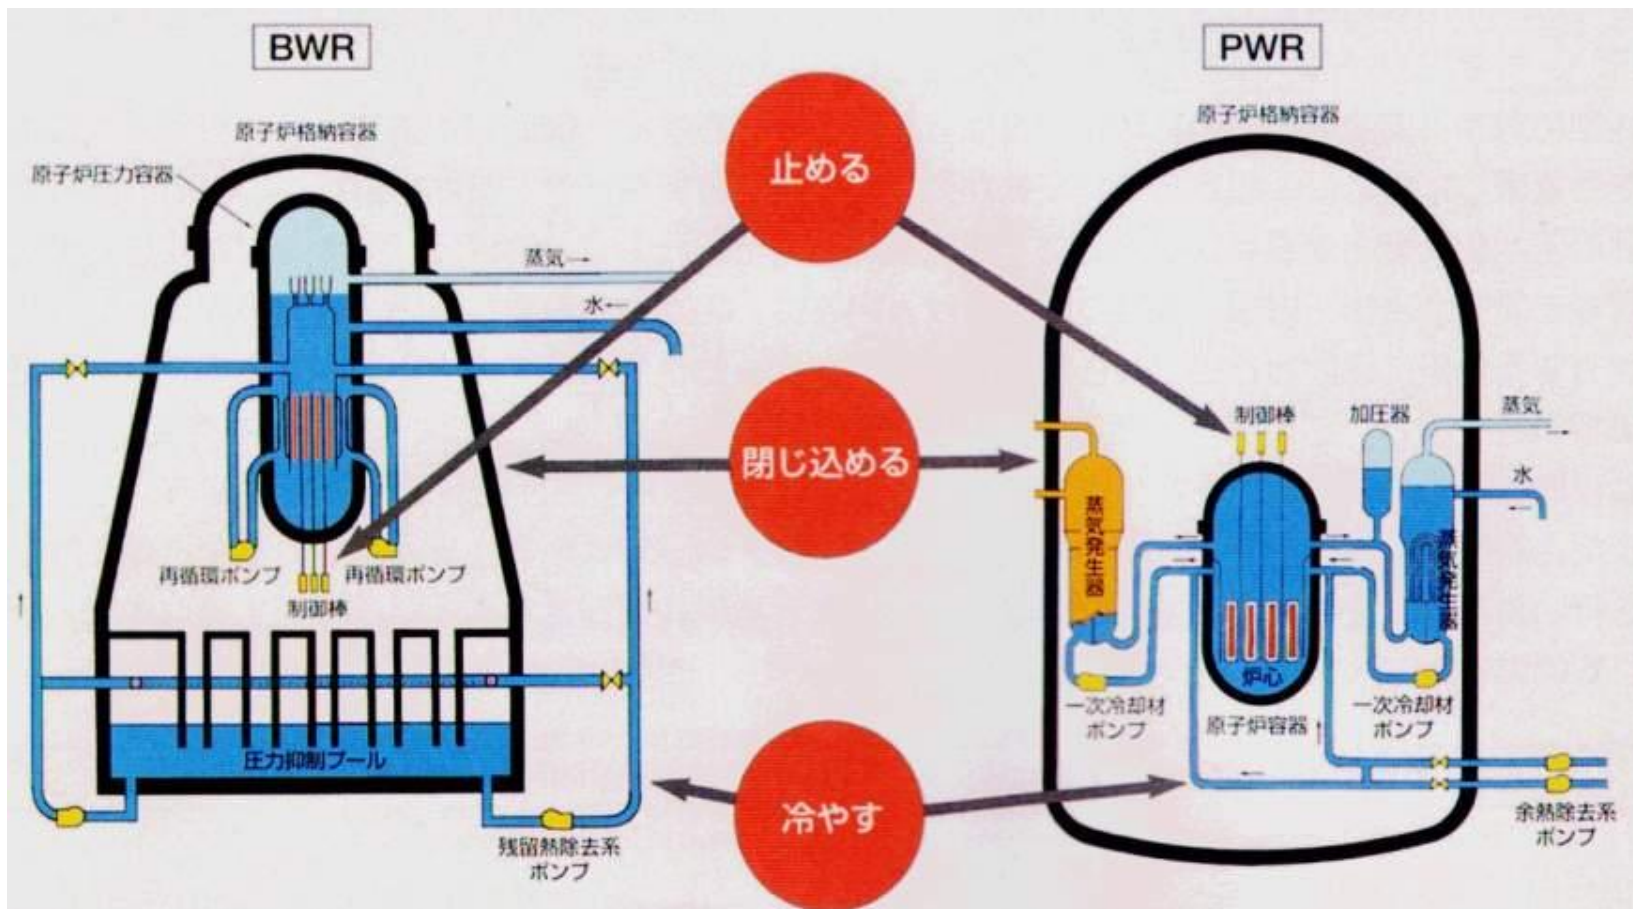 BWR
原子炉格納容器
原子炉圧力容器
蒸気→
水←
再循環ポンプ
再循環ポンプ
制御棒
圧力抑制プール
残留熱除去系
ポンプ
止める
閉じ込める
冷やす
PWR
原子炉格納容器
制御棒
加圧器
蒸気
水
蒸気発生器
蒸気発生器
炉心
一次冷却材
ポンプ
原子炉容器
一次冷却材
ポンプ
余熱除去系
ポンプ